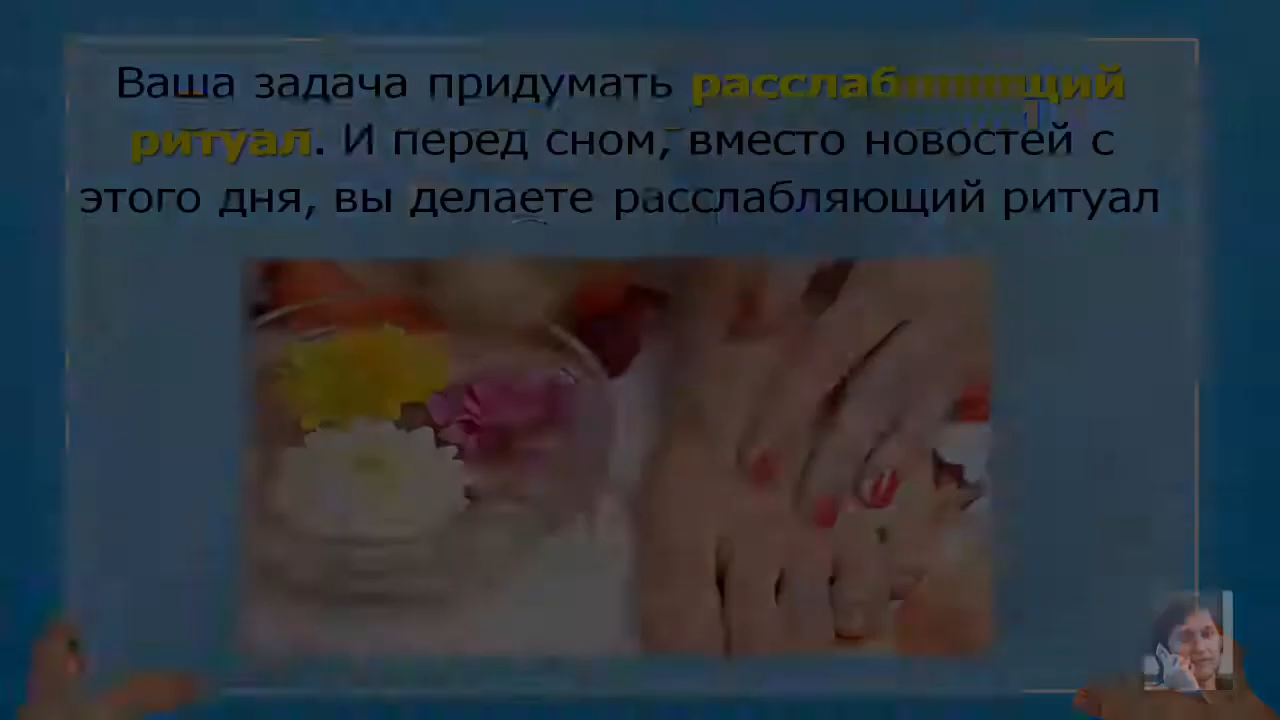 Ваша задача придумать расслабляющий
ритуал. И перед сном, вместо новостей с
этого дня, вы делаете расслабляющий ритуал